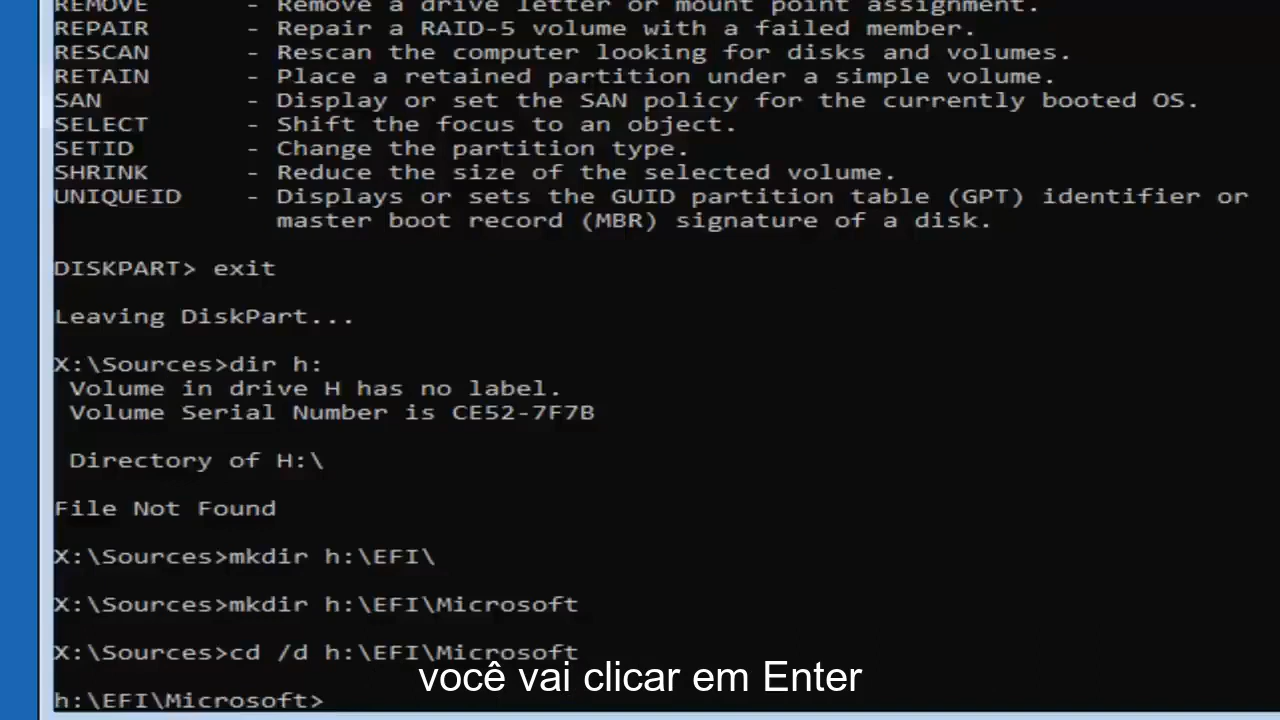 REMOVE - Remove a drive letter or mount point assignment.
REPAIR - Repair a RAID-5 volume with a failed member.
RESCAN - Rescan the computer looking for disks and volumes.
RETAIN - Place a retained partition under a simple volume.
SAN - Display or set the SAN policy for the currently booted OS.
SELECT - Shift the focus to an object.
SETID - Change the partition type.
SHRINK - Reduce the size of the selected volume.
UNIQUEID - Displays or sets the GUID partition table (GPT) identifier or
master boot record (MBR) signature of a disk.
DISKPART> exit
Leaving DiskPart...
X:\Sources>dir h:
Volume in drive H has no label.
Volume Serial Number is CE52-7F7B
Directory of H:\
File Not Found
X:\Sources>mkdir h:\EFI\
X:\Sources>mkdir h:\EFI\Microsoft
X:\Sources>cd /d h:\EFI\Microsoft
você vai clicar em Enter
h:\EFI\Microsoft>